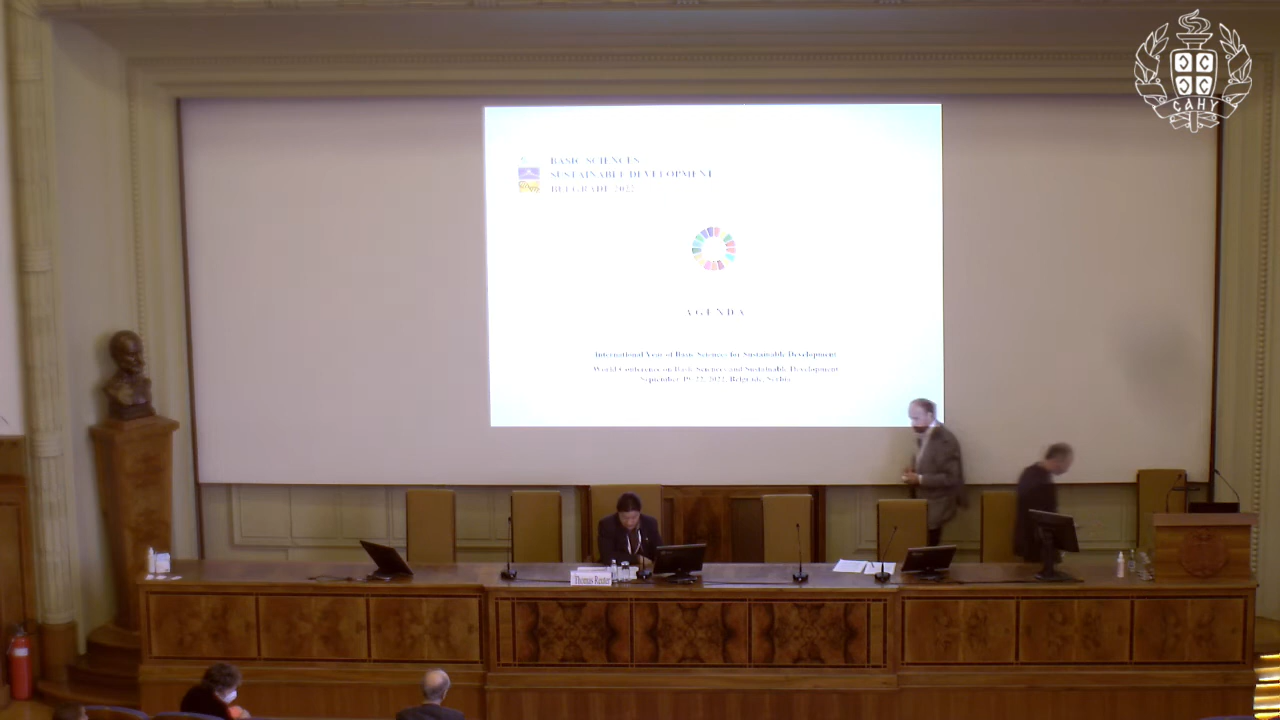 САНУ
BASIC SCIENCES
SUSTAINABLE DEVELOPMENT
BELGRADE 2022
AGENDA
International Year of Basic Sciences for Sustainable Development
World Conference on Basic Sciences and Sustainable Development
September 19-22, 2022, Belgrade, Serbia
Thomas Reuter